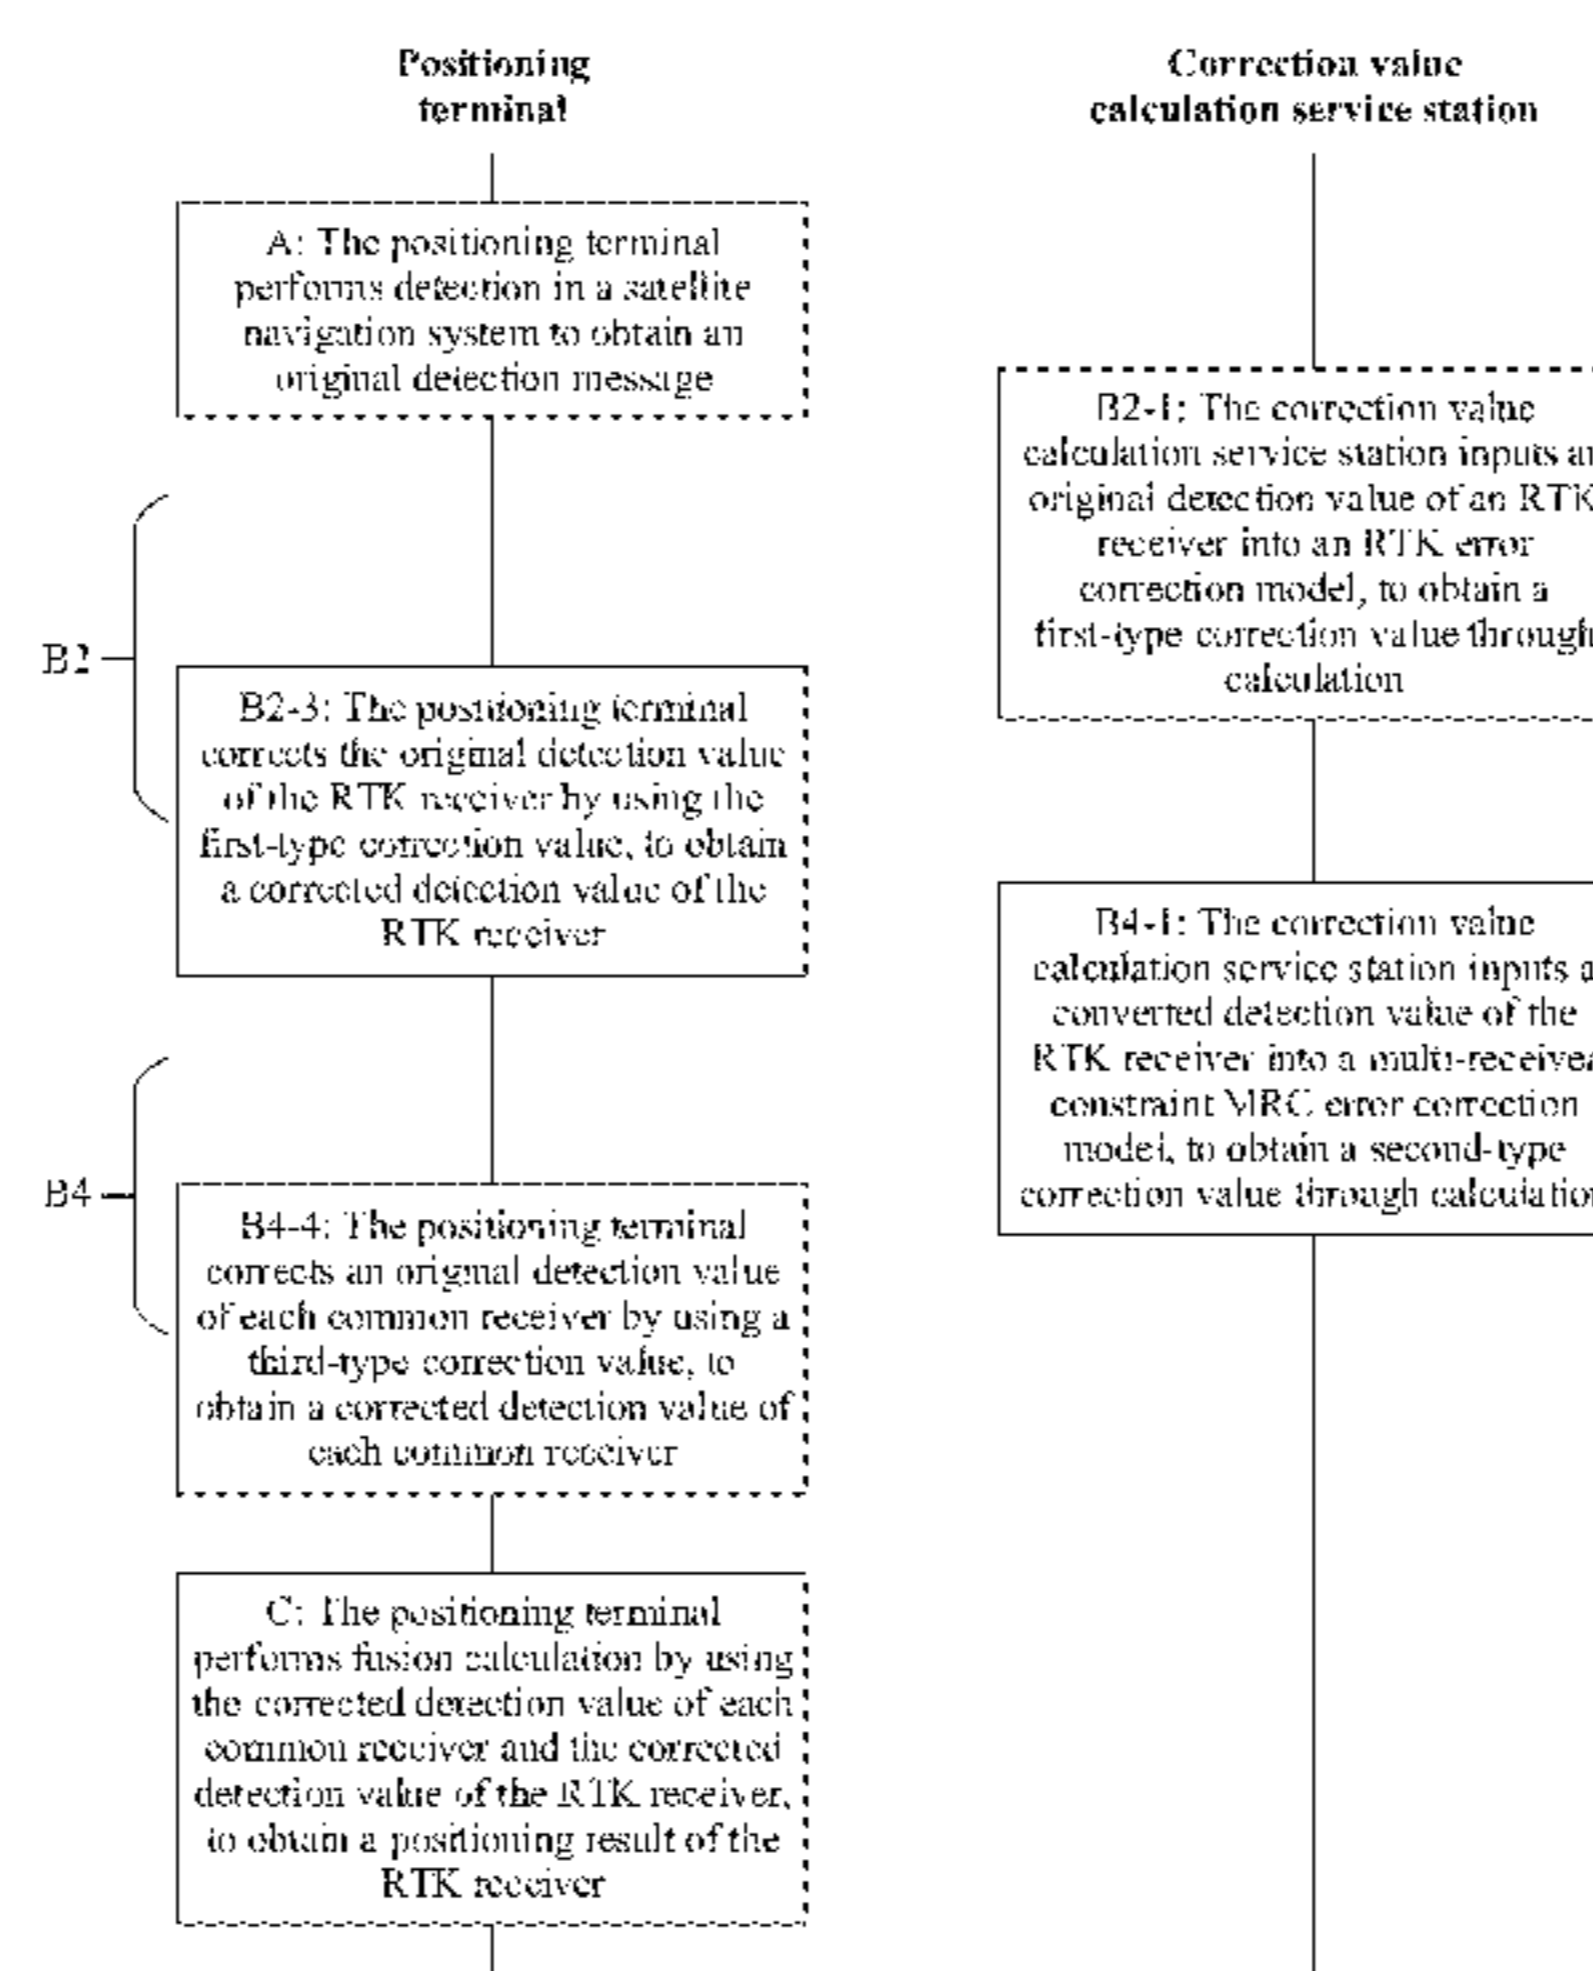 Positioning
terminal
A: The positioning terminal
performs detection in a satellite
navigation system to obtain an
original detection message
B2
B2-3: The positioning terminal
corrects the original detection value
of the RTK receiver by using the
first-type correction value, to obtain
a corrected detection value of the
RTK receiver
B4
B4-4: The positioning terminal
corrects an original detection value
of each common receiver by using a
third-type correction value, to
obtain a corrected detection value of
each common receiver
C: The positioning terminal
performs fusion calculation by using
the corrected detection value of each
common receiver and the corrected
detection value of the RTK receiver,
to obtain a positioning result of the
RTK receiver
Correction value
calculation service station
B2-1: The correction value
calculation service station inputs
original detection value of an RTK
receiver into an RTK error
correction model, to obtain a
first-type correction value through
calculation
B4-1: The correction value
calculation service station inputs a
converted detection value of the
RTK receiver into a
constraint MRC error correction
model, to obtain a second-type
correction value through